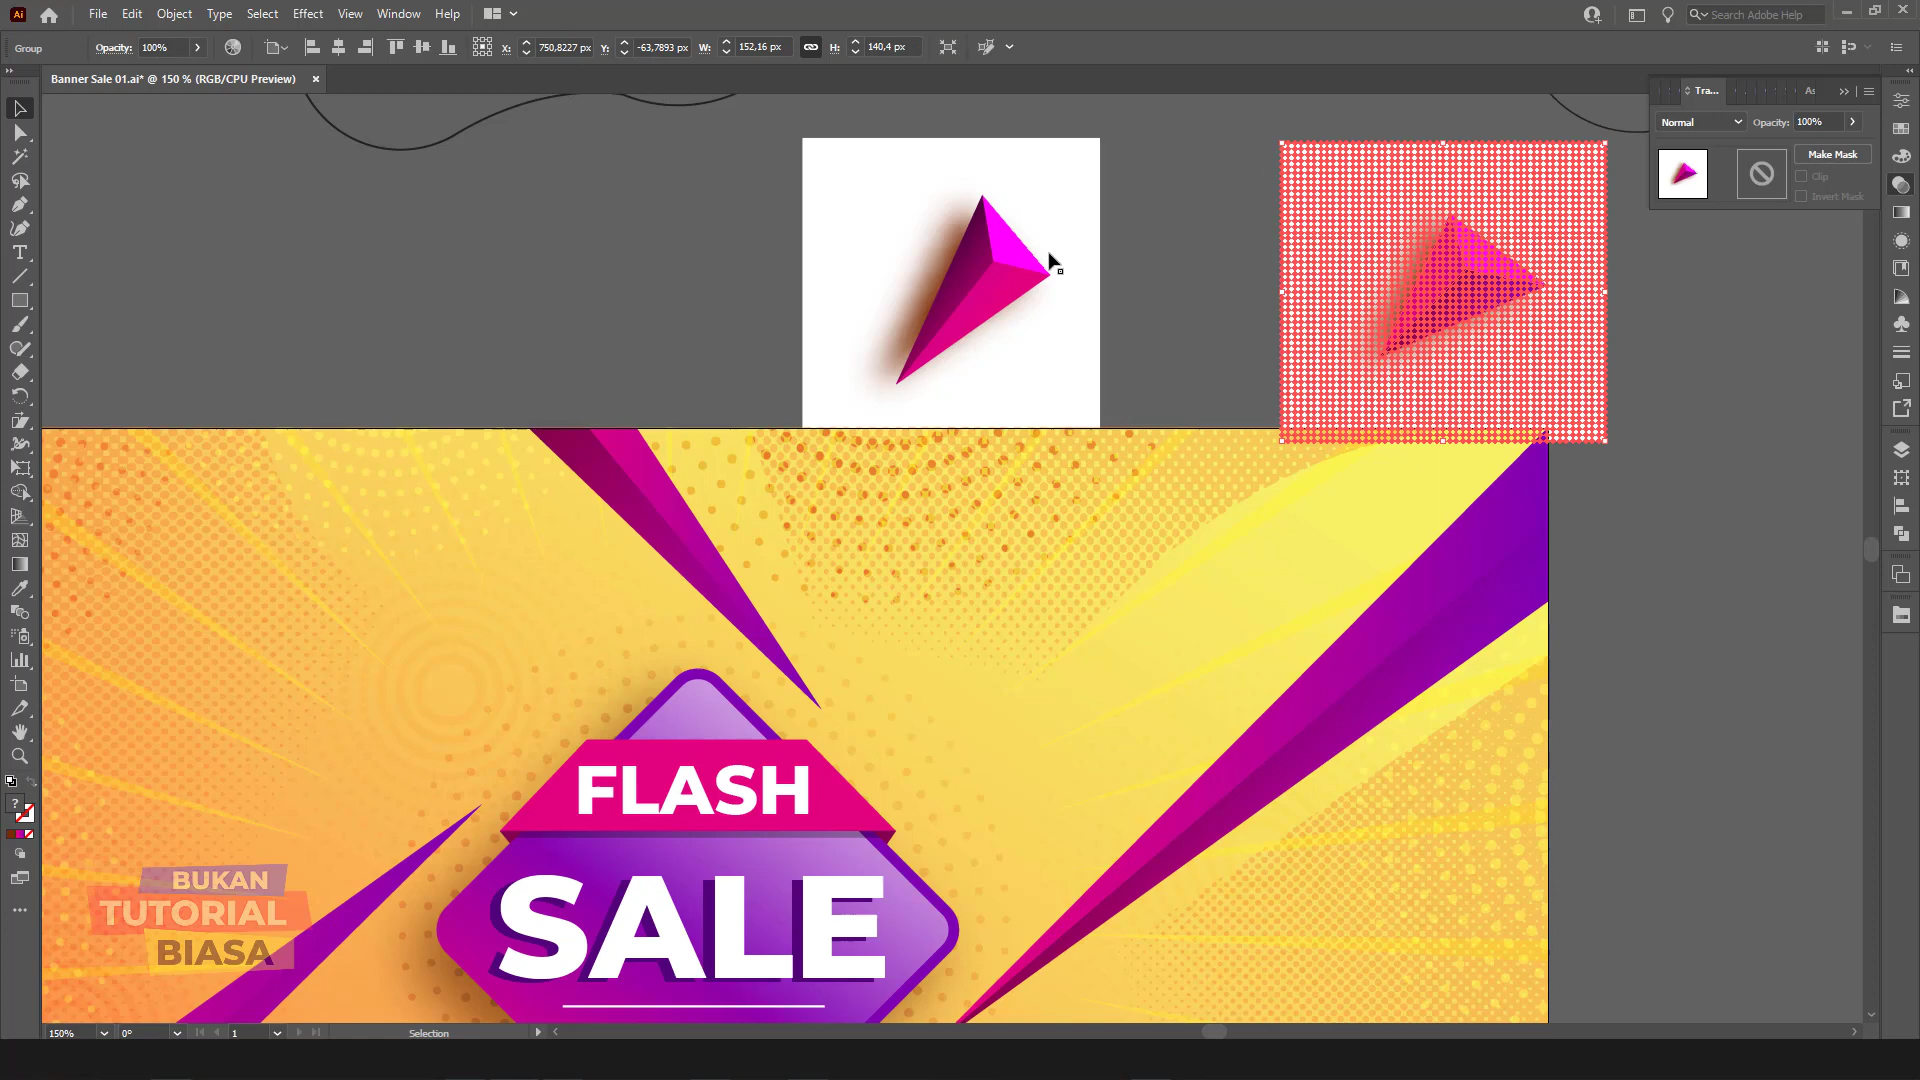 Ai File Edit Object Type Select Effect View Window Help Search Adobe Help
Group Opacity: 100% X: 750,8227 px Y: -63,7893 px W: 152,16 px H: 140,4 px
Banner Sale 01.ai* @ 150 % (RGB/CPU Preview) ×
Tra... As
Normal Opacity: 100%
Make Mask
Clip
Invert Mask
FLASH
SALE
BUKAN
TUTORIAL
BIASA
?
150% 0° 1 Selection